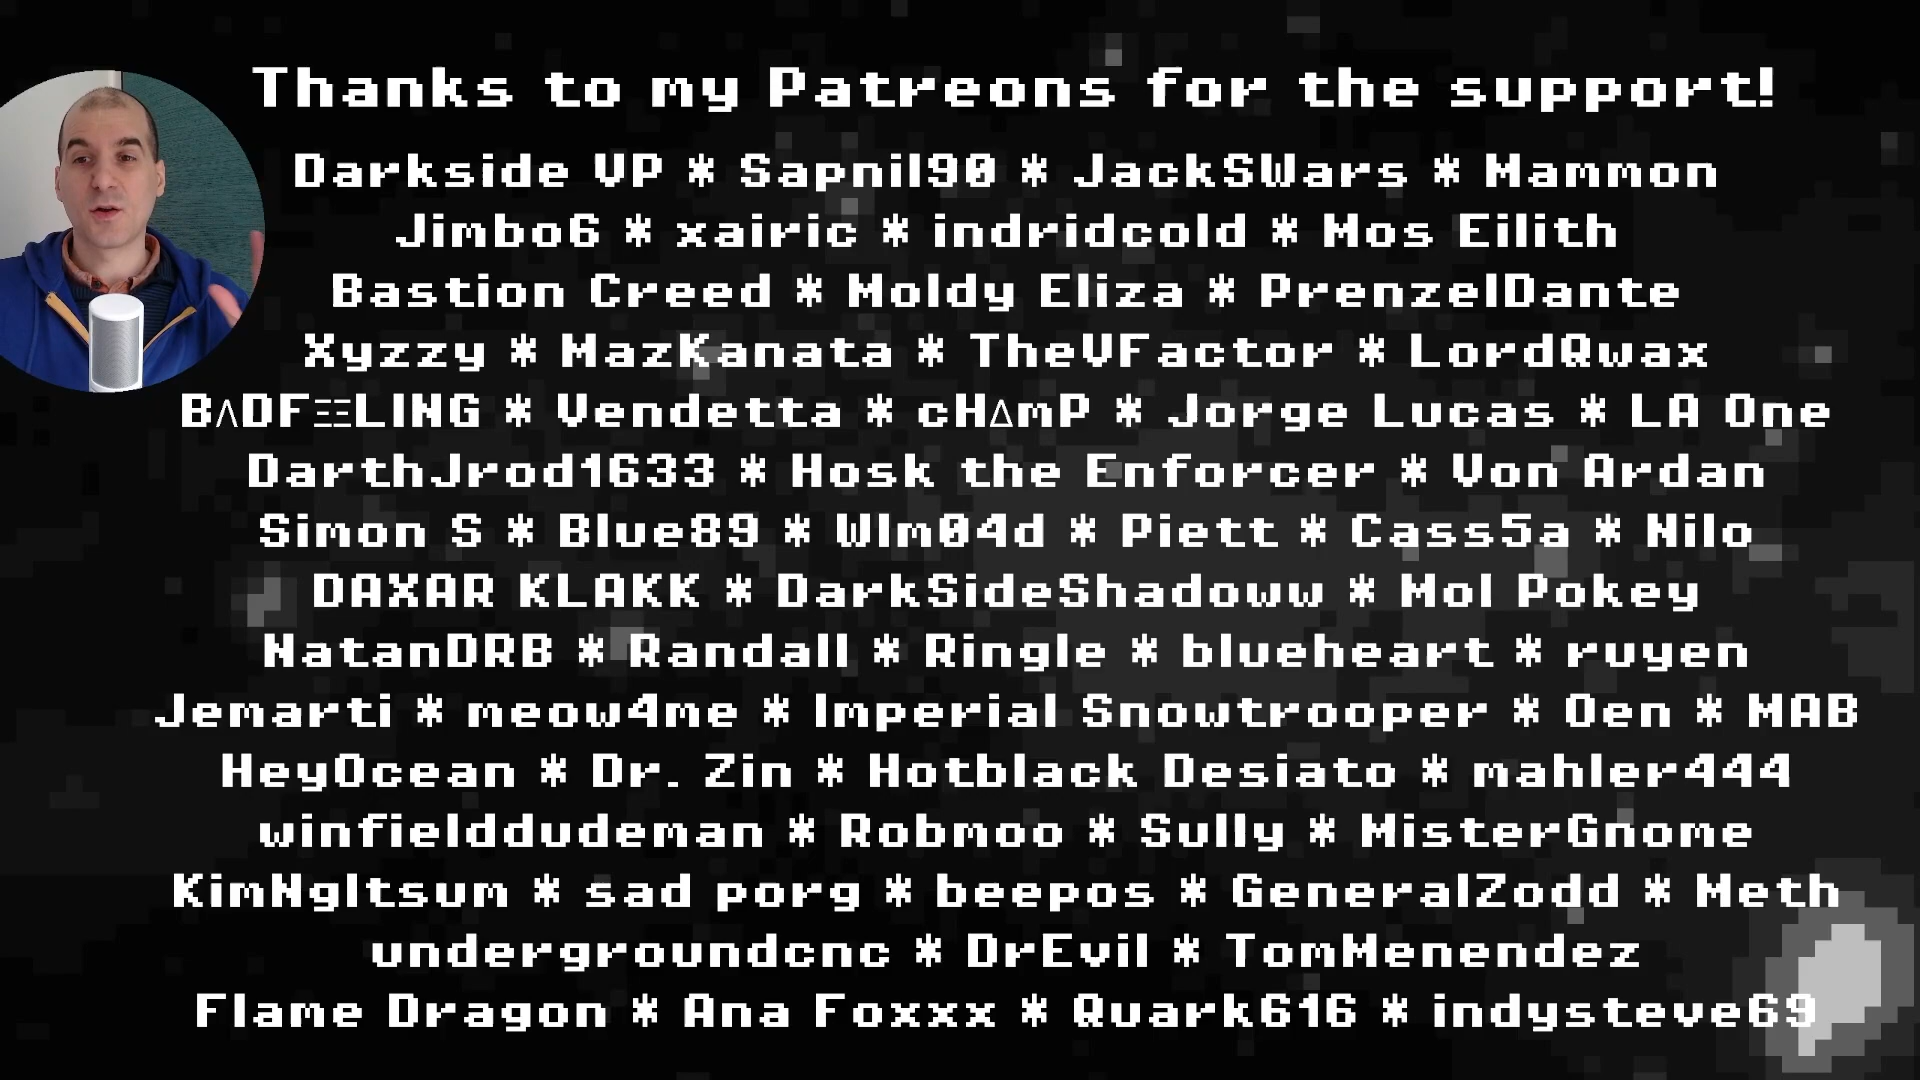 Thanks to my Patreons for the support!
Darkside VP * Sapnil90 * JackSWars * Mammon
Jimbo6 * xairic * indridcold * Mos Eilith
Bastion Creed * Moldy Eliza * PrenzelDante
Xyzzy * MazKanata * TheVFactor * LordQwax
BΛDFΞΞLING * Vendetta * cHΔmP * Jorge Lucas * LA One
DarthJrod1633 * Hosk the Enforcer * Von Ardan
Simon S * Blue89 * Wlm04d * Piett * Cass5a * Nilo
DAXAR KLAKK * DarkSideShadoww * Mol Pokey
NatanDRB * Randall * Ringle * blueheart * ruyen
Jemarti * meow4me * Imperial Snowtrooper * Oen * MAB
HeyOcean * Dr. Zin * Hotblack Desiato * mahler444
winfielddudeman * Robmoo * Sully * MisterGnome
KimNgltsum * sad porg * beepos * GeneralZodd * Meth
undergroundcnc * DrEvil * TomMenendez
Flame Dragon * Ana Foxxx * Quark616 * indysteve69